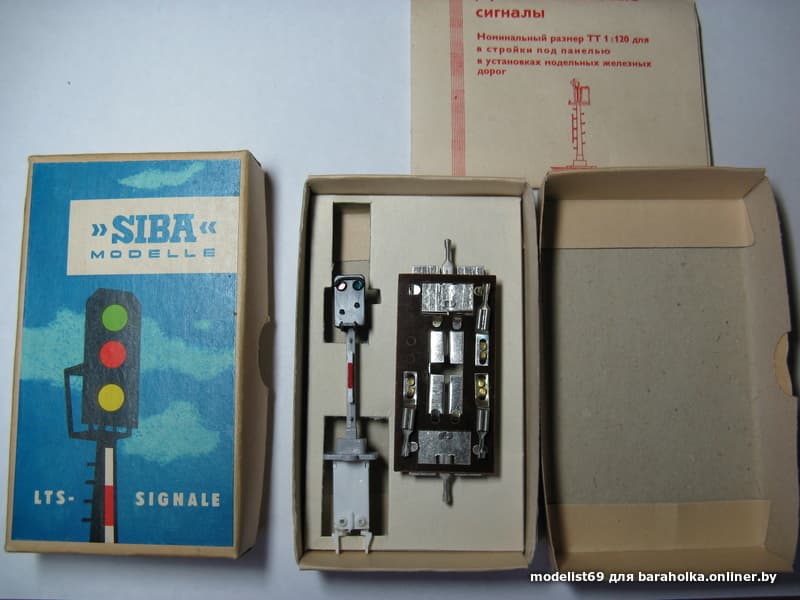 сигналы
Номинальный размер ТТ 1:120 для
в стройки под панелью
в установках модельных железных
дорог
»SIBA«
MODELLE
LTS- SIGNALE
modelist69 для baraholka.onliner.by